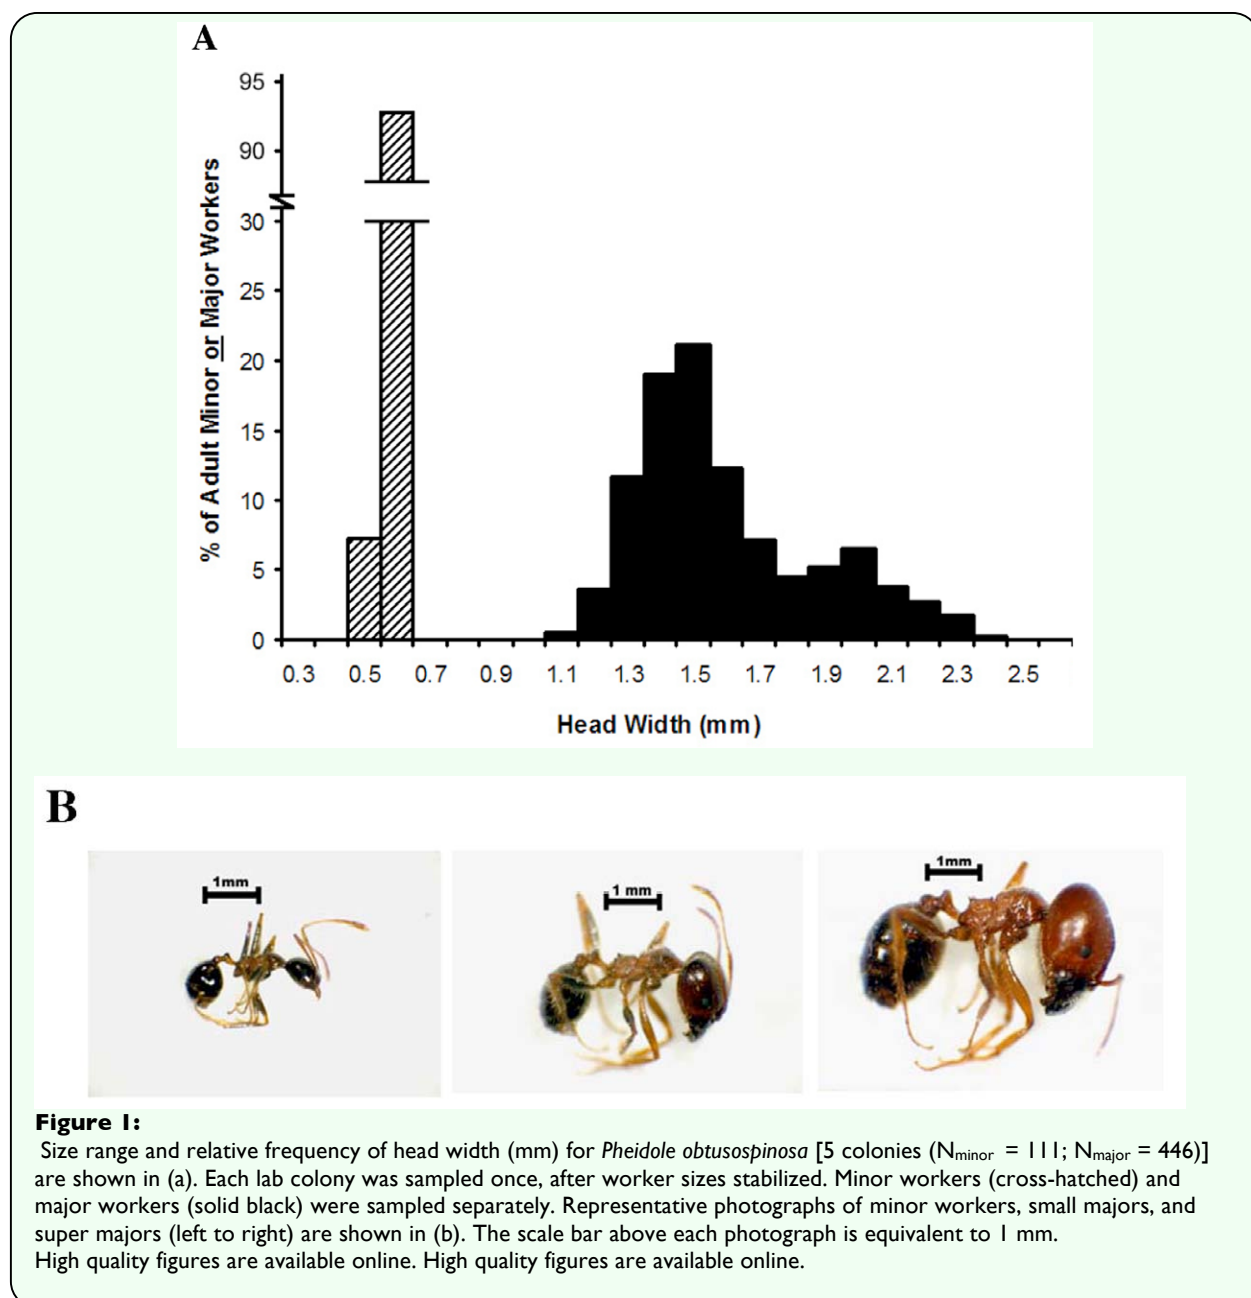 A
95
90
30
25
20
15
10
5
0
% of Adult Minor or Major Workers
0.3 0.5 0.7 0.9 1.1 1.3 1.5 1.7 1.9 2.1 2.3 2.5
Head Width (mm)
B
1mm
1 mm
1mm
Figure 1:
Size range and relative frequency of head width (mm) for Pheidole obtusospinosa [5 colonies (Nminor = 111; Nmajor = 446)]
are shown in (a). Each lab colony was sampled once, after worker sizes stabilized. Minor workers (cross-hatched) and
major workers (solid black) were sampled separately. Representative photographs of minor workers, small majors, and
super majors (left to right) are shown in (b). The scale bar above each photograph is equivalent to 1 mm.
High quality figures are available online. High quality figures are available online.